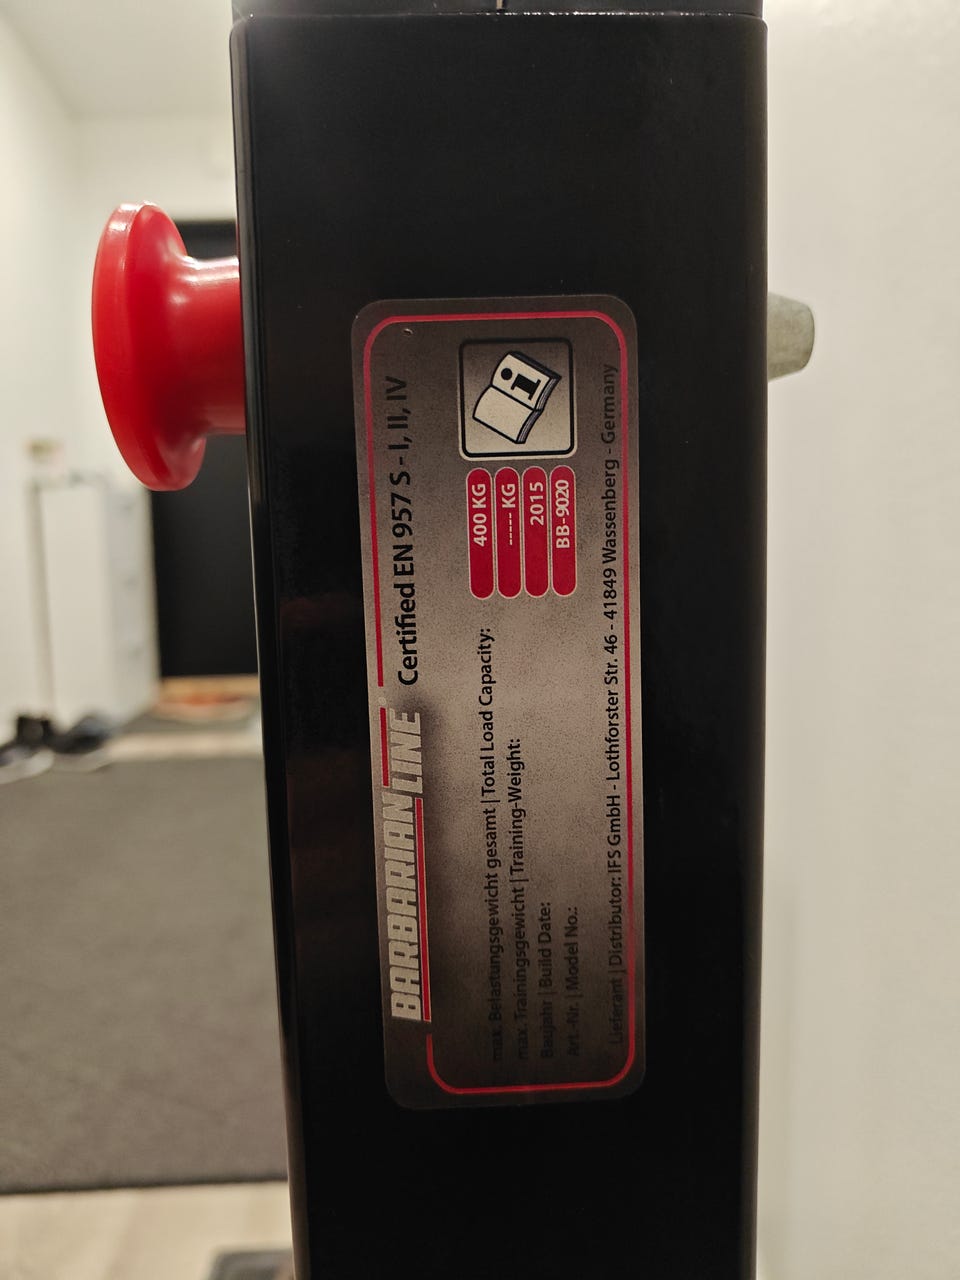 BARBARIAN LINE
Certified EN 957 S - I, II, IV
max. Belastungsgewicht gesamt | Total Load Capacity: 400 KG
max. Trainingsgewicht | Training-Weight: ----- KG
Baujahr | Build Date: 2015
Art.-Nr. | Model No.: BB-9020
Lieferant | Distributor: IFS GmbH - Lothforster Str. 46 - 41849 Wassenberg - Germany
i